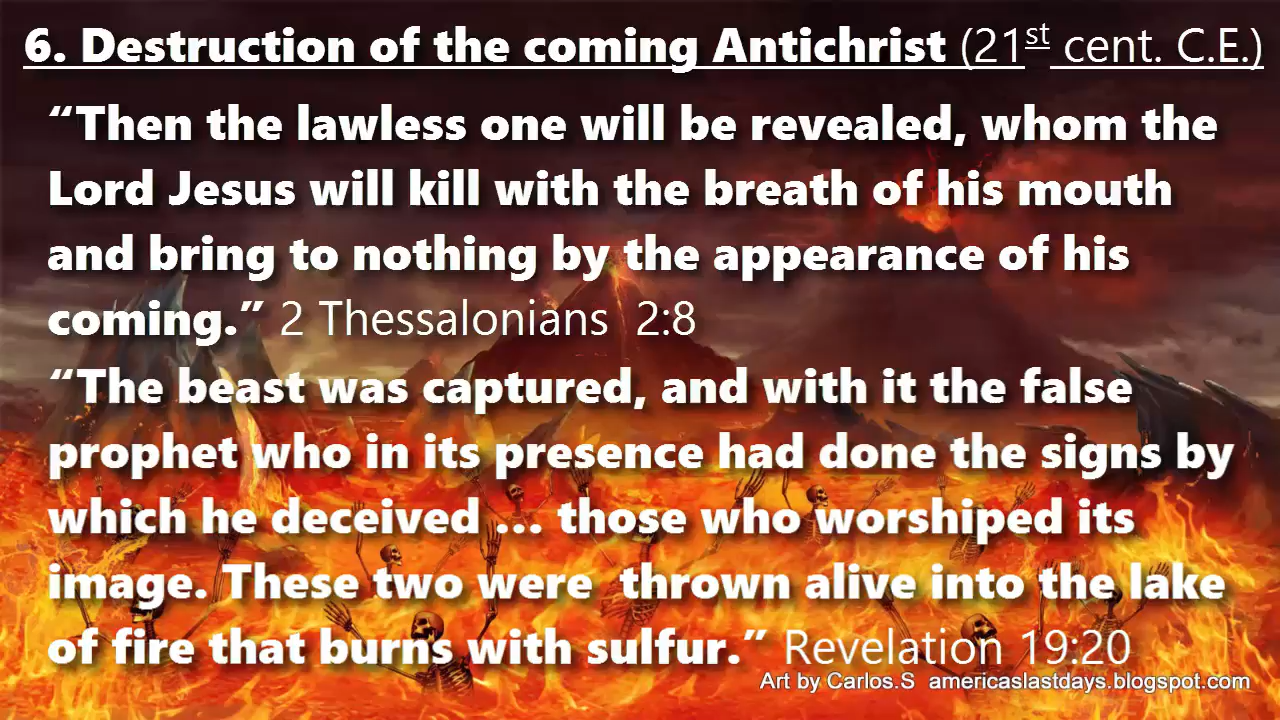 6. Destruction of the coming Antichrist (21st cent. C.E.)
“Then the lawless one will be revealed, whom the
Lord Jesus will kill with the breath of his mouth
and bring to nothing by the appearance of his
coming.” 2 Thessalonians 2:8
“The beast was captured, and with it the false
prophet who in its presence had done the signs by
which he deceived ... those who worshiped its
image. These two were thrown alive into the lake
of fire that burns with sulfur.” Revelation 19:20
Art by Carlos.S americaslastdays.blogspot.com